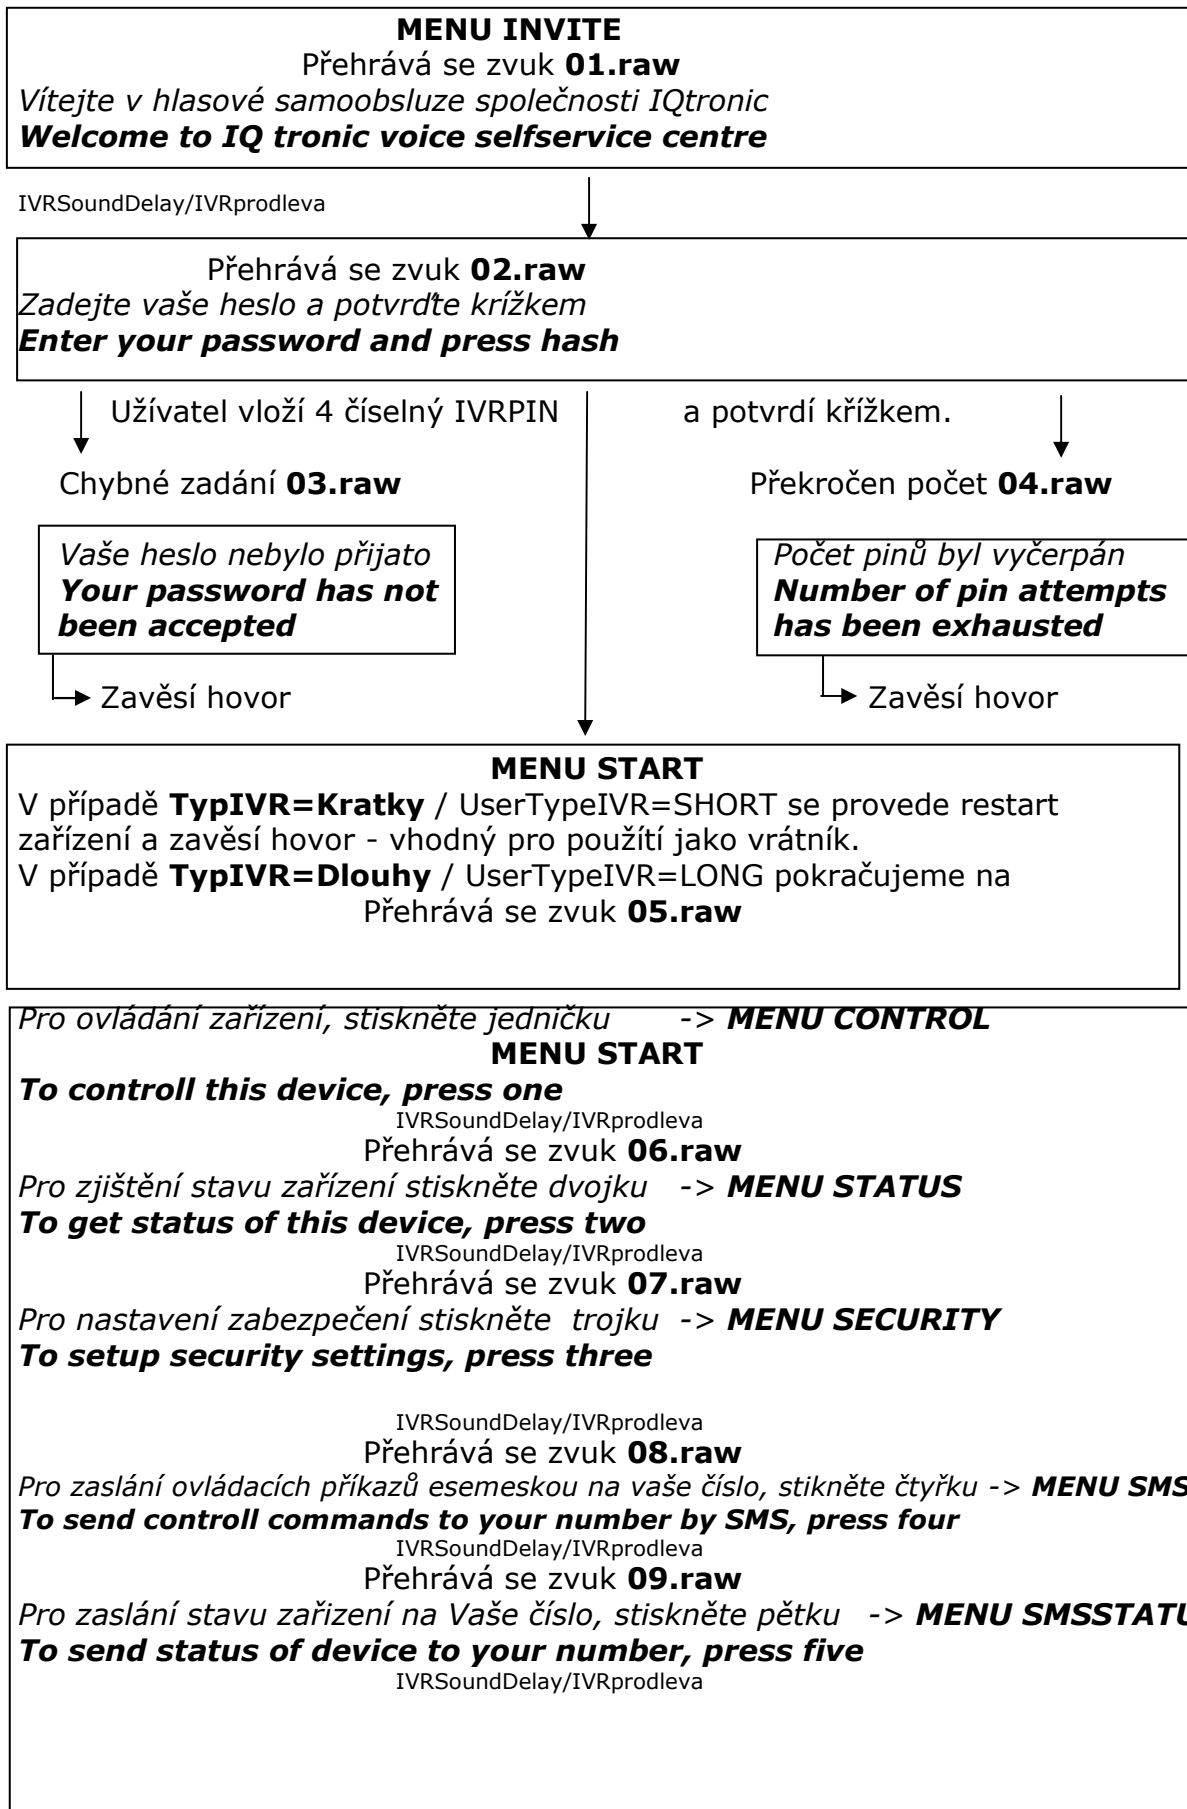 MENU INVITE
Přehrává se zvuk 01.raw
Vítejte v hlasové samoobsluze společnosti IQtronic
Welcome to IQ tronic voice selfservice centre
IVRSoundDelay/IVRprodleva
Přehrává se zvuk 02.raw
Zadejte vaše heslo a potvrďte krížkem
Enter your password and press hash
Užívatel vloží 4 číselný IVRPIN a potvrdí křížkem.
Chybné zadání 03.raw
Překročen počet 04.raw
Vaše heslo nebylo přijato
Your password has not
been accepted
Počet pinů byl vyčerpán
Number of pin attempts
has been exhausted
Zavěsí hovor
Zavěsí hovor
MENU START
V případě TypIVR=Kratky / UserTypeIVR=SHORT se provede restart
zařízení a zavěsí hovor - vhodný pro použítí jako vrátník.
V případě TypIVR=Dlouhy / UserTypeIVR=LONG pokračujeme na
Přehrává se zvuk 05.raw
Pro ovládání zařízení, stiskněte jedničku -> MENU CONTROL
MENU START
To controll this device, press one
IVRSoundDelay/IVRprodleva
Přehrává se zvuk 06.raw
Pro zjištění stavu zařízení stiskněte dvojku -> MENU STATUS
To get status of this device, press two
IVRSoundDelay/IVRprodleva
Přehrává se zvuk 07.raw
Pro nastavení zabezpečení stiskněte trojku -> MENU SECURITY
To setup security settings, press three
IVRSoundDelay/IVRprodleva
Přehrává se zvuk 08.raw
Pro zaslání ovládacích příkazů esemeskou na vaše číslo, stikněte čtyřku -> MENU SMS
To send controll commands to your number by SMS, press four
IVRSoundDelay/IVRprodleva
Přehrává se zvuk 09.raw
Pro zaslání stavu zařizení na Vaše číslo, stiskněte pětku -> MENU SMSSTATU
To send status of device to your number, press five
IVRSoundDelay/IVRprodleva